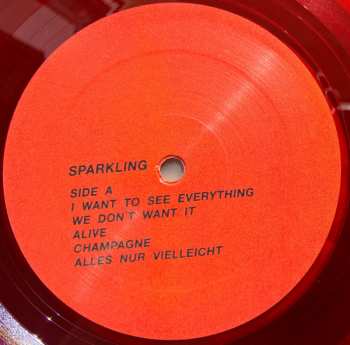 SPARKLING
SIDE A
I WANT TO SEE EVERYTHING
WE DON'T WANT IT
ALIVE
CHAMPAGNE
ALLES NUR VIELLEICHT